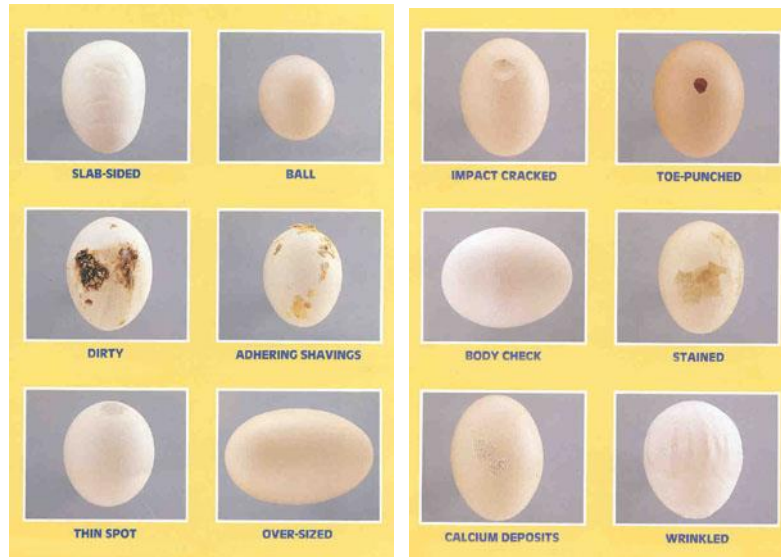 SLAB-SIDED
BALL
DIRTY
ADHERING SHAVINGS
THIN SPOT
OVER-SIZED
IMPACT CRACKED
TOE-PUNCHED
BODY CHECK
STAINED
CALCIUM DEPOSITS
WRINKLED